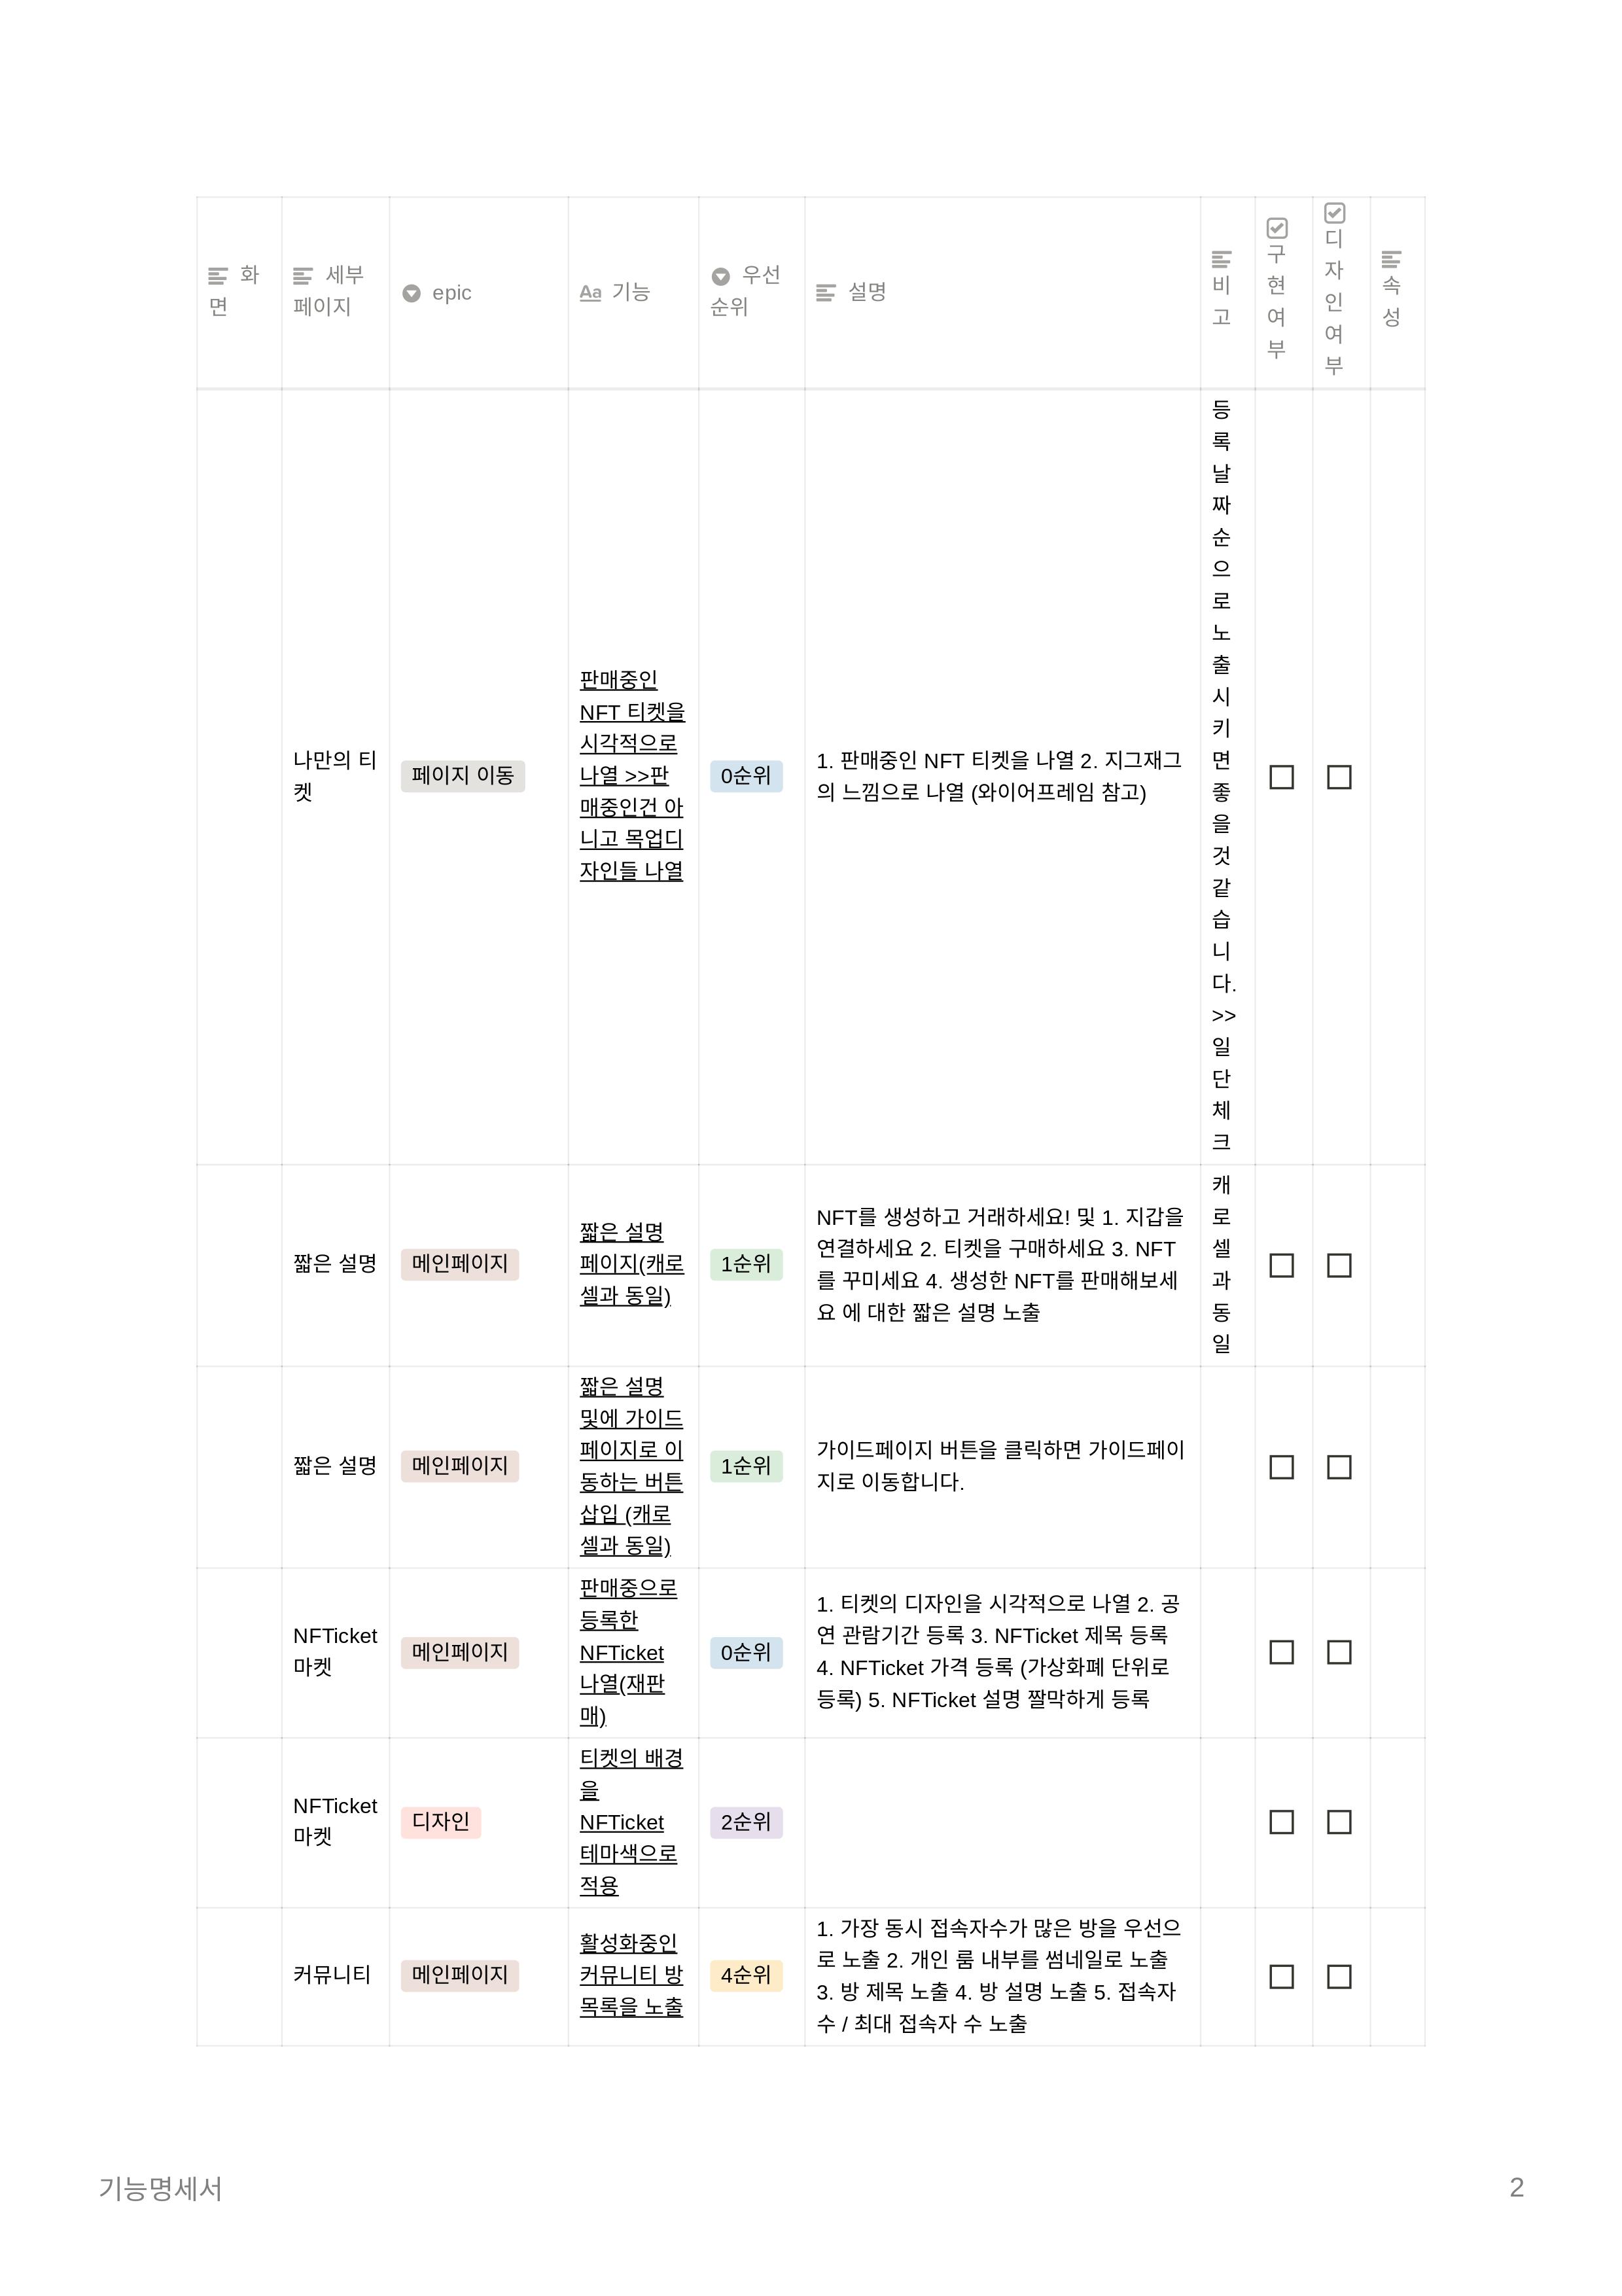 화면
세부 페이지
epic
Aa 기능
우선 순위
설명
비고
구현여부
디자인여부
속성
나만의 티
켓
페이지 이동
판매중인
NFT 티켓을
시각적으로
나열 >>판
매중인건 아
니고 목업디
자인들 나열
0순위
1. 판매중인 NFT 티켓을 나열 2. 지그재그
의 느낌으로 나열 (와이어프레임 참고)
등록날짜순으로노출시키면좋을것같습니다.
>>
일단체크
짧은 설명
메인페이지
짧은 설명
페이지(캐로
셀과 동일)
1순위
NFT를 생성하고 거래하세요! 및 1. 지갑을
연결하세요 2. 티켓을 구매하세요 3. NFT
를 꾸미세요 4. 생성한 NFT를 판매해보세
요 에 대한 짧은 설명 노출
캐로셀과동일
짧은 설명
메인페이지
짧은 설명
및에 가이드
페이지로 이
동하는 버튼
삽입 (캐로
셀과 동일)
1순위
가이드페이지 버튼을 클릭하면 가이드페이
지로 이동합니다.
NFTicket
마켓
메인페이지
판매중으로
등록한
NFTicket
나열(재판
매)
0순위
1. 티켓의 디자인을 시각적으로 나열 2. 공
연 관람기간 등록 3. NFTicket 제목 등록
4. NFTicket 가격 등록 (가상화폐 단위로
등록) 5. NFTicket 설명 짤막하게 등록
NFTicket
마켓
디자인
티켓의 배경
을
NFTicket
테마색으로
적용
2순위
커뮤니티
메인페이지
활성화중인
커뮤니티 방
목록을 노출
4순위
1. 가장 동시 접속자수가 많은 방을 우선으
로 노출 2. 개인 룸 내부를 썸네일로 노출
3. 방 제목 노출 4. 방 설명 노출 5. 접속자
수 / 최대 접속자 수 노출
기능명세서
2